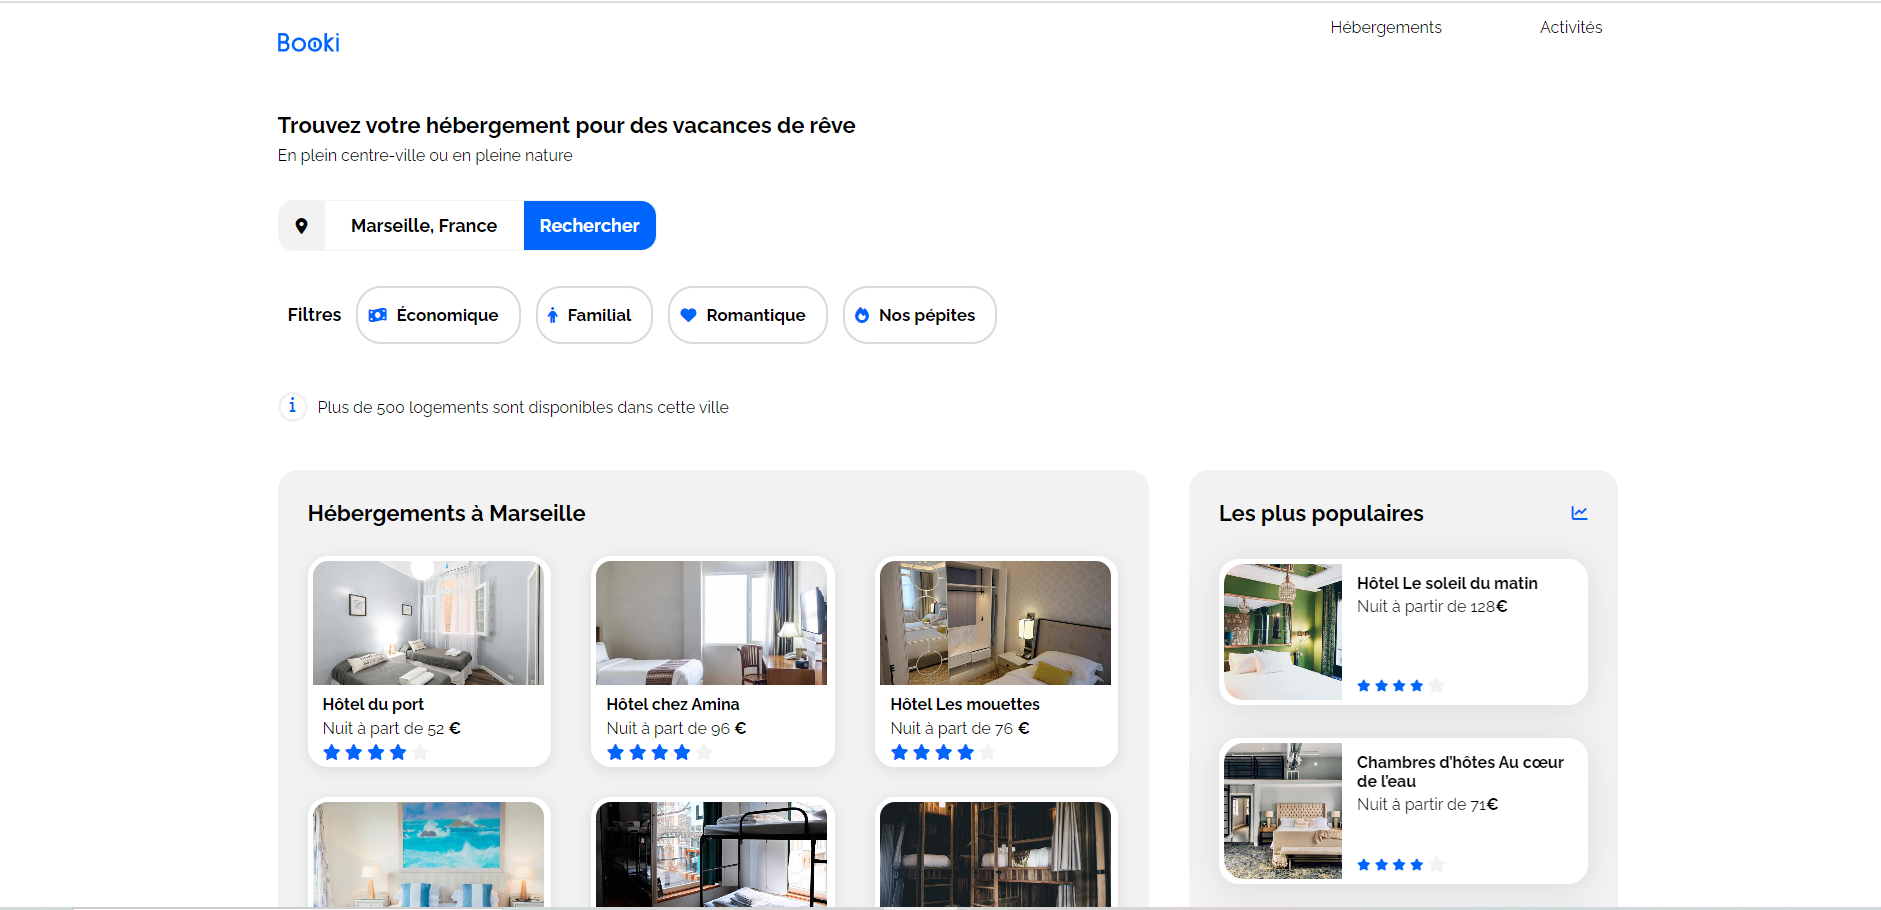 Booki
Hébergements
Activités
Trouvez votre hébergement pour des vacances de rêve
En plein centre-ville ou en pleine nature
Marseille, France
Rechercher
Filtres
Économique
Familial
Romantique
Nos pépites
Plus de 500 logements sont disponibles dans cette ville
Hébergements à Marseille
Hôtel du port
Nuit à part de 52 €
Hôtel chez Amina
Nuit à part de 96 €
Hôtel Les mouettes
Nuit à part de 76 €
Les plus populaires
Hôtel Le soleil du matin
Nuit à partir de 128€
Chambres d'hôtes Au cœur
de l'eau
Nuit à partir de 71€